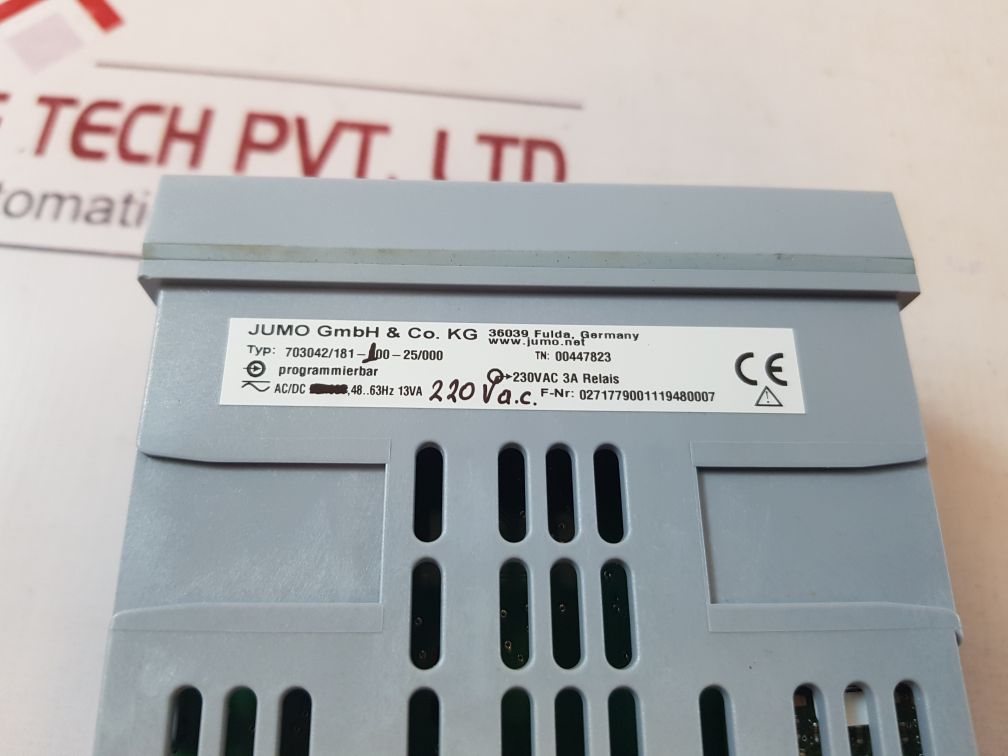 TECH PVT. LTD
tomati
JUMO GmbH & Co. KG 36039 Fulda, Germany
www.jumo.net
Typ: 703042/181-100-25/000 TN: 00447823
programmierbar 230VAC 3A Relais
AC/DC ,48..63Hz 13VA 220 Va.c. F-Nr: 0271779001119480007
CE